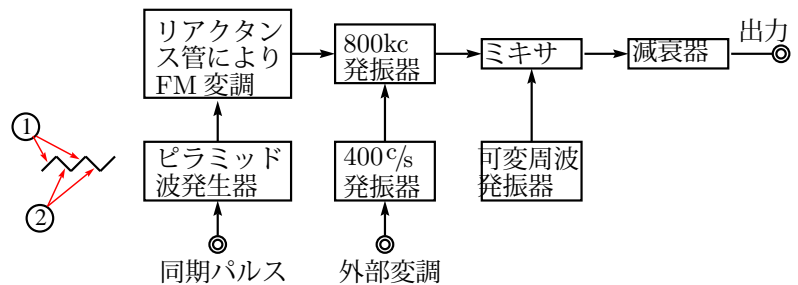 出力
リアクタン
ス管により
FM 変調
800kc
発振器
ミキサ
減衰器
1
2
ピラミッド
波発生器
400c/s
発振器
可変周波
発振器
同期パルス
外部変調